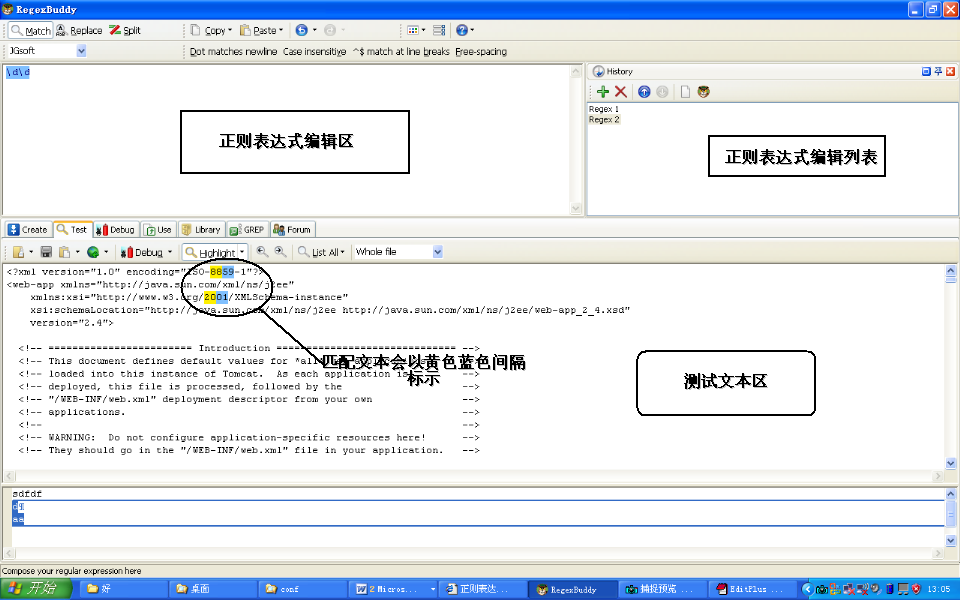 RegexBuddy
Match Replace Split Copy Paste
JGsoft Dot matches newline Case insensitive ^$ match at line breaks Free-spacing
\d\d
History
Regex 1
Regex 2
正则表达式编辑区
正则表达式编辑列表
Create Test Debug Use Library GREP Forum
Debug Highlight List All Whole file
<?xml version="1.0" encoding="ISO-8859-1"?>
<web-app xmlns="http://java.sun.com/xml/ns/j2ee"
xmlns:xsi="http://www.w3.org/2001/XMLSchema-instance"
xsi:schemaLocation="http://java.sun.com/xml/ns/j2ee http://java.sun.com/xml/ns/j2ee/web-app_2_4.xsd"
version="2.4">
<!-- ======================== Introduction ============================== -->
<!-- This document defines default values for *all* -->
匹配文本会以黄色蓝色间隔
标示
<!-- loaded into this instance of Tomcat. As each application is -->
<!-- deployed, this file is processed, followed by the -->
<!-- "/WEB-INF/web.xml" deployment descriptor from your own -->
<!-- applications. -->
<!-- -->
<!-- WARNING: Do not configure application-specific resources here! -->
<!-- They should go in the "/WEB-INF/web.xml" file in your application. -->
测试文本区
sdfdf
d¶
aa
Compose your regular expression here
开始 好 桌面 conf 2 Micros... 正则表达... RegexBuddy 捕捉预览 ... EditPlus ... 13:05